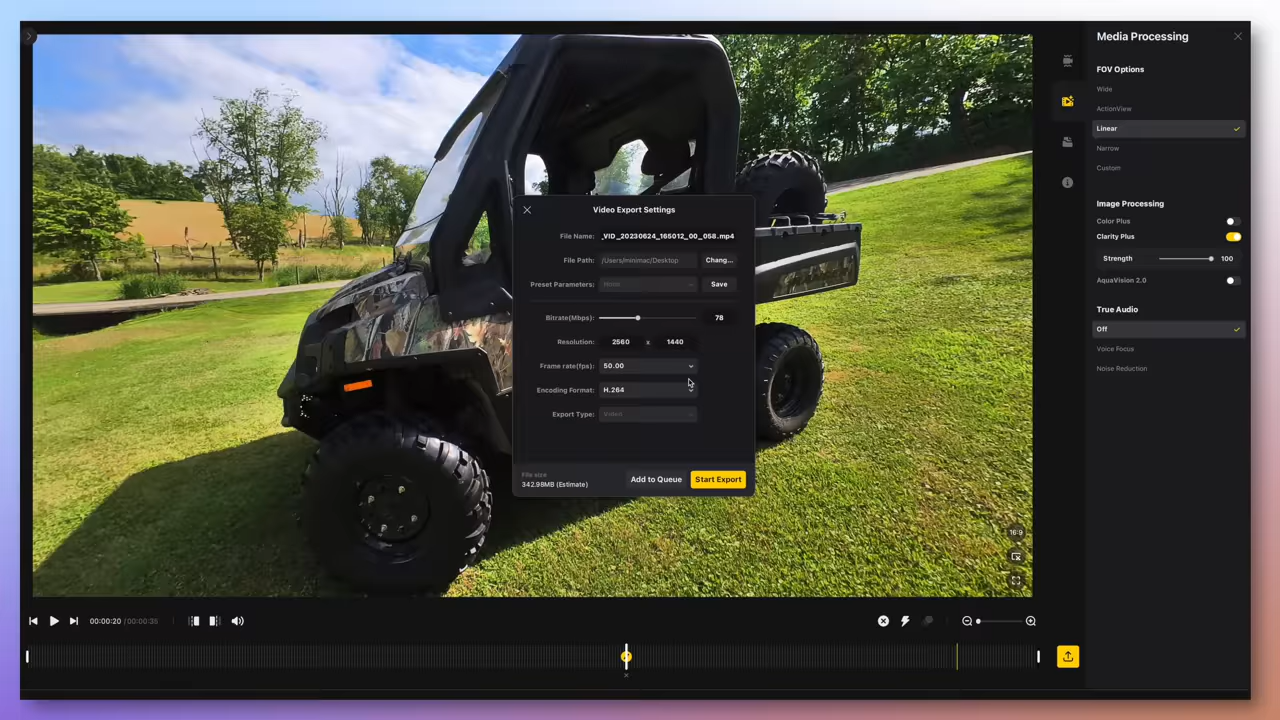 Media Processing
FOV Options
Wide
ActionView
Linear
Narrow
Custom
Image Processing
Color Plus
Clarity Plus
Strength 100
AquaVision 2.0
True Audio
Off
Voice Focus
Noise Reduction
Video Export Settings
File Name: _VID _20230624_165012_00_058.mp4
File Path: /Users/minimac/Desktop Chang...
Preset Parameters: None Save
Bitrate(Mbps): 78
Resolution: 2560 x 1440
Frame rate(fps): 50.00
Encoding Format: H.264
Export Type: Video
File size
342.98MB (Estimate)
Add to Queue Start Export
16:9
00:00:20 / 00:00:35